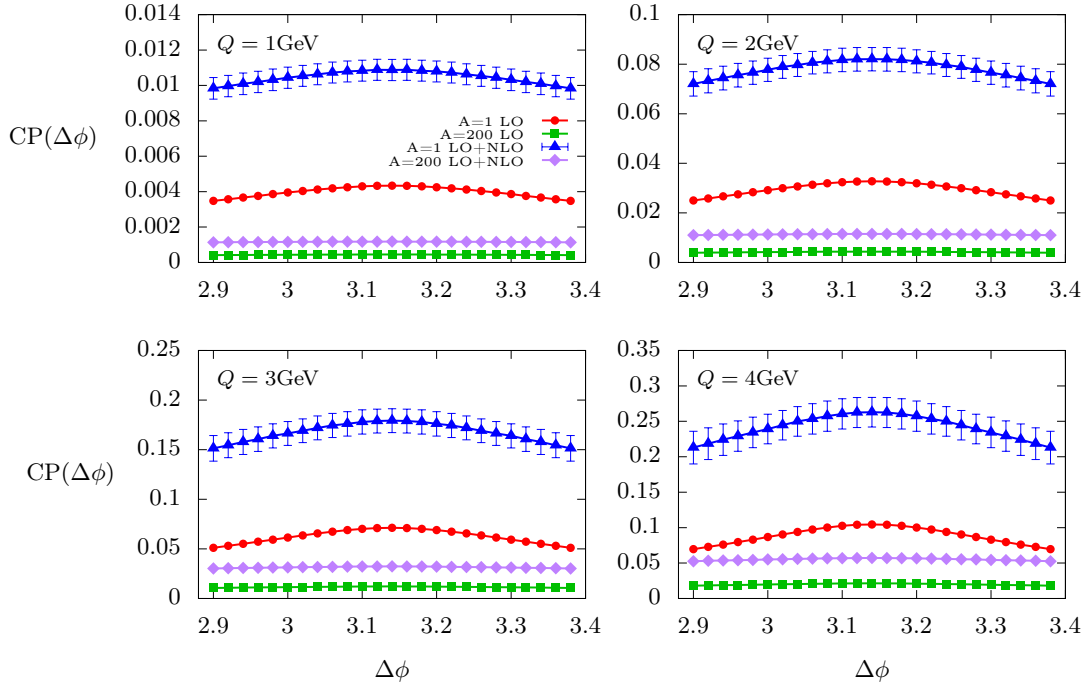 0.014
0.012
0.01
0.008
0.006
0.004
0.002
0
CP(Δϕ)
Q = 1GeV
A=1 LO
A=200 LO
A=1 LO+NLO
A=200 LO+NLO
2.9 3 3.1 3.2 3.3 3.4
0.1
0.08
0.06
0.04
0.02
0
Q = 2GeV
2.9 3 3.1 3.2 3.3 3.4
0.25
0.2
0.15
0.1
0.05
0
CP(Δϕ)
Q = 3GeV
2.9 3 3.1 3.2 3.3 3.4
Δϕ
0.35
0.3
0.25
0.2
0.15
0.1
0.05
0
Q = 4GeV
2.9 3 3.1 3.2 3.3 3.4
Δϕ